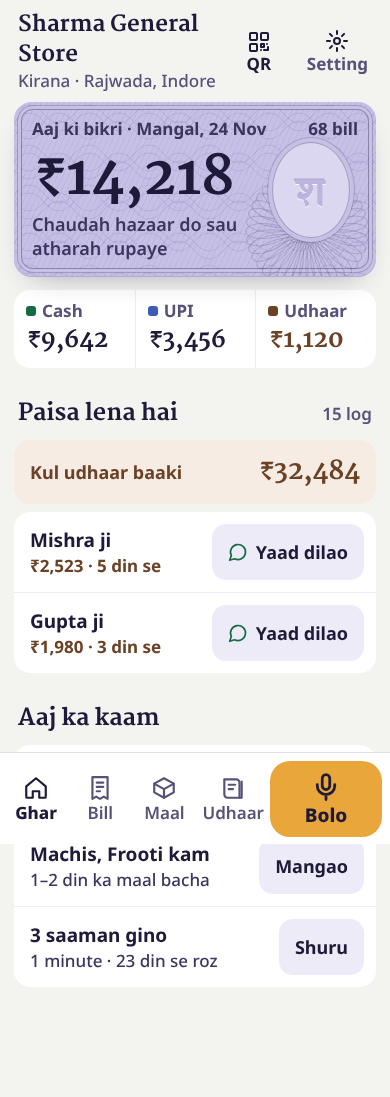 Sharma General
Store
Kirana · Rajwada, Indore
QR
Setting
Aaj ki bikri · Mangal, 24 Nov
68 bill
₹14,218
Chaudah hazaar do sau
atharah rupaye
श
Cash
UPI
Udhaar
₹9,642
₹3,456
₹1,120
Paisa lena hai
15 log
Kul udhaar baaki
₹32,484
Mishra ji
₹2,523 · 5 din se
Yaad dilao
Gupta ji
₹1,980 · 3 din se
Yaad dilao
Aaj ka kaam
Ghar
Bill
Maal
Udhaar
Bolo
Machis, Frooti kam
1–2 din ka maal bacha
Mangao
3 saaman gino
1 minute · 23 din se roz
Shuru